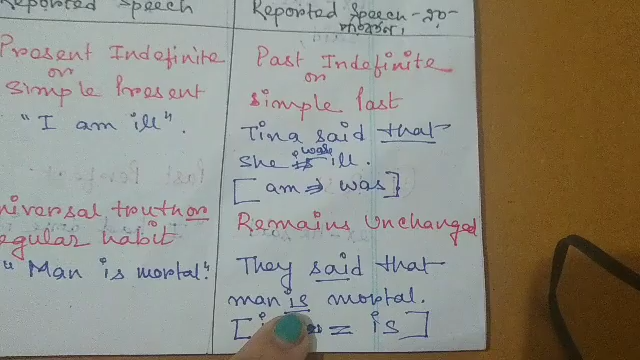 Reported Speech
Reported Speech - এর
Present Indefinite
or
Simple Present
"I am ill".
Past Indefinite
or
Simple Past
Tina said that
was
she is ill.
[am ⇒ was]
niversal truth or
egular habit
"Man is mortal."
Remains Unchanged
They said that
man is mortal.
= is]